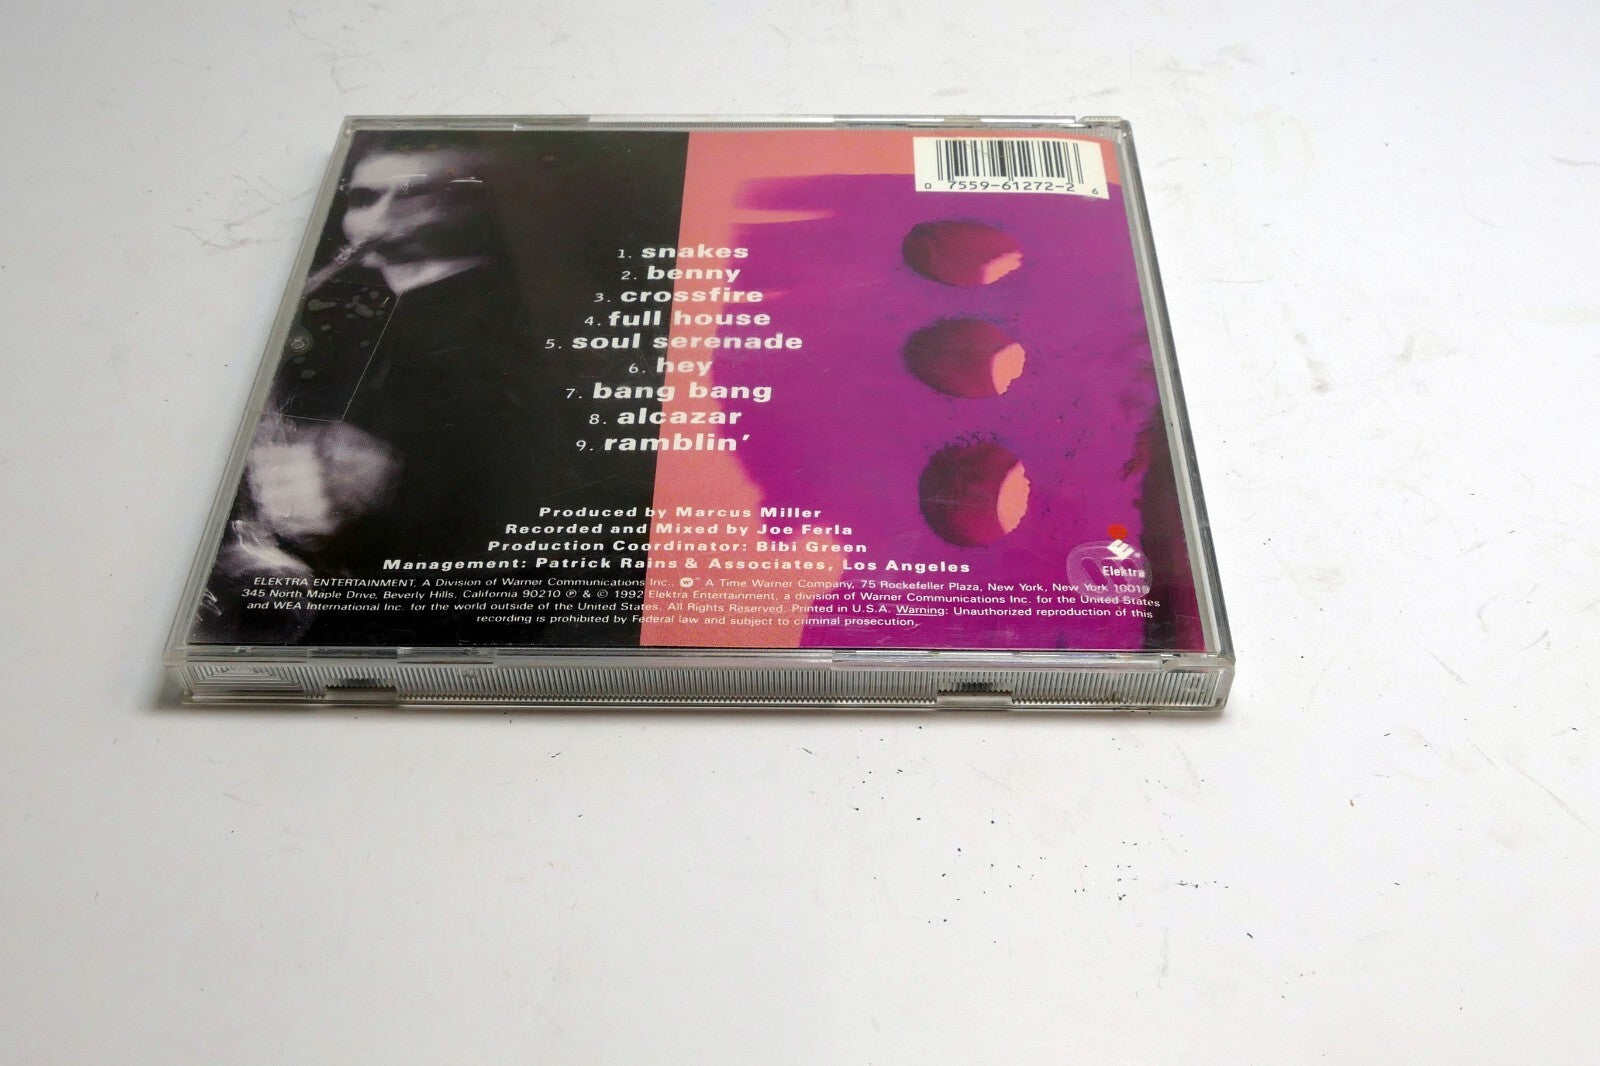 0 7559-61272-2 6
1. snakes
2. benny
3. crossfire
4. full house
5. soul serenade
6. hey
7. bang bang
8. alcazar
9. ramblin'
Produced by Marcus Miller
Recorded and Mixed by Joe Ferla
Production Coordinator: Bibi Green
Management: Patrick Rains & Associates, Los Angeles
Elektra
ELEKTRA ENTERTAINMENT, A Division of Warner Communications Inc., A Time Warner Company, 75 Rockefeller Plaza, New York, New York 10019
345 North Maple Drive, Beverly Hills, California 90210 ℗ & © 1992 Elektra Entertainment, a division of Warner Communications Inc. for the United States
and WEA International Inc. for the world outside of the United States. All Rights Reserved. Printed in U.S.A. Warning: Unauthorized reproduction of this
recording is prohibited by Federal law and subject to criminal prosecution.